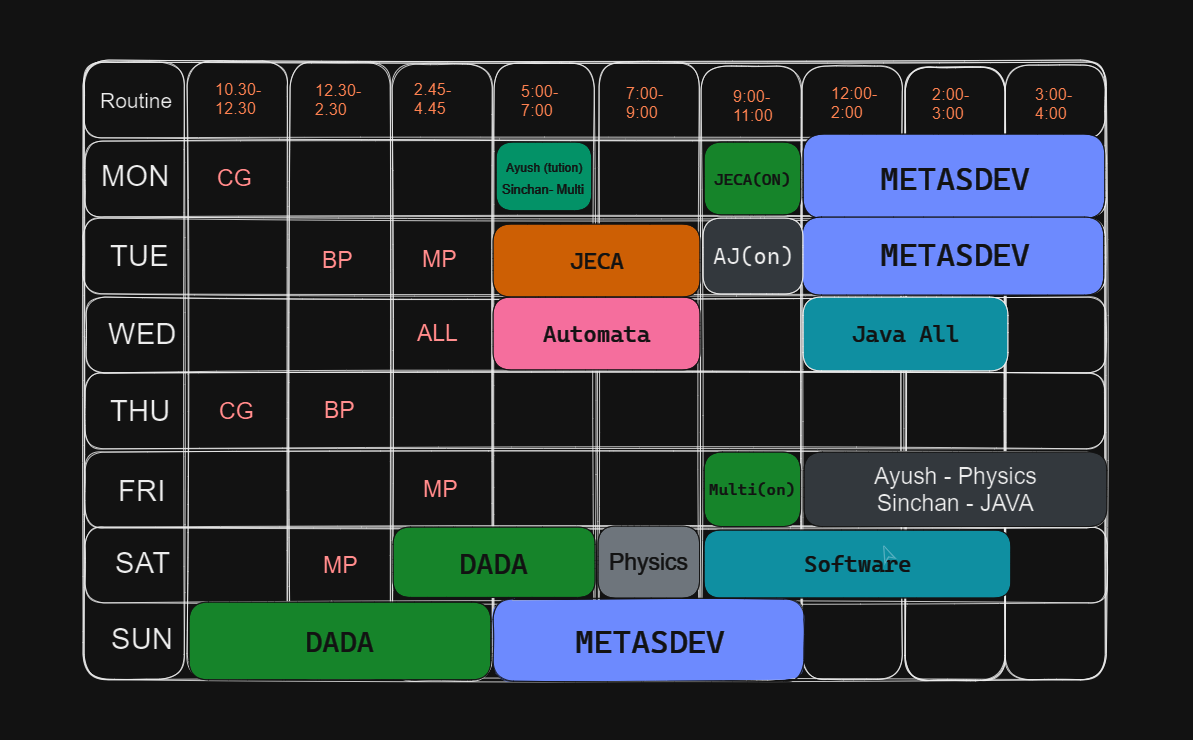 Routine
10.30-
12.30
12.30-
2.30
2.45-
4.45
5:00-
7:00
7:00-
9:00
9:00-
11:00
12:00-
2:00
2:00-
3:00
3:00-
4:00
MON
CG
Ayush (tution)
Sinchan- Multi
JECA(ON)
METASDEV
TUE
BP
MP
JECA
AJ(on)
METASDEV
WED
ALL
Automata
Java All
THU
CG
BP
FRI
MP
Multi(on)
Ayush - Physics
Sinchan - JAVA
SAT
MP
DADA
Physics
Software
SUN
DADA
METASDEV